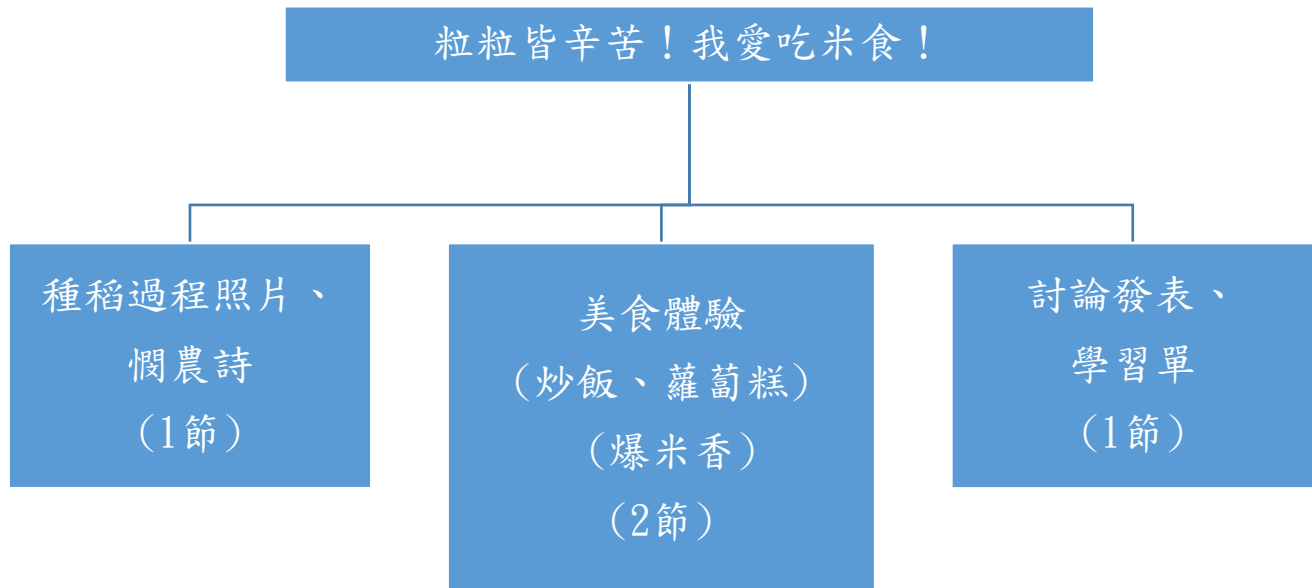 粒粒皆辛苦！我愛吃米食！
種稻過程照片、
憫農詩
(1節)
美食體驗
(炒飯、蘿蔔糕)
(爆米香)
(2節)
討論發表、
學習單
(1節)